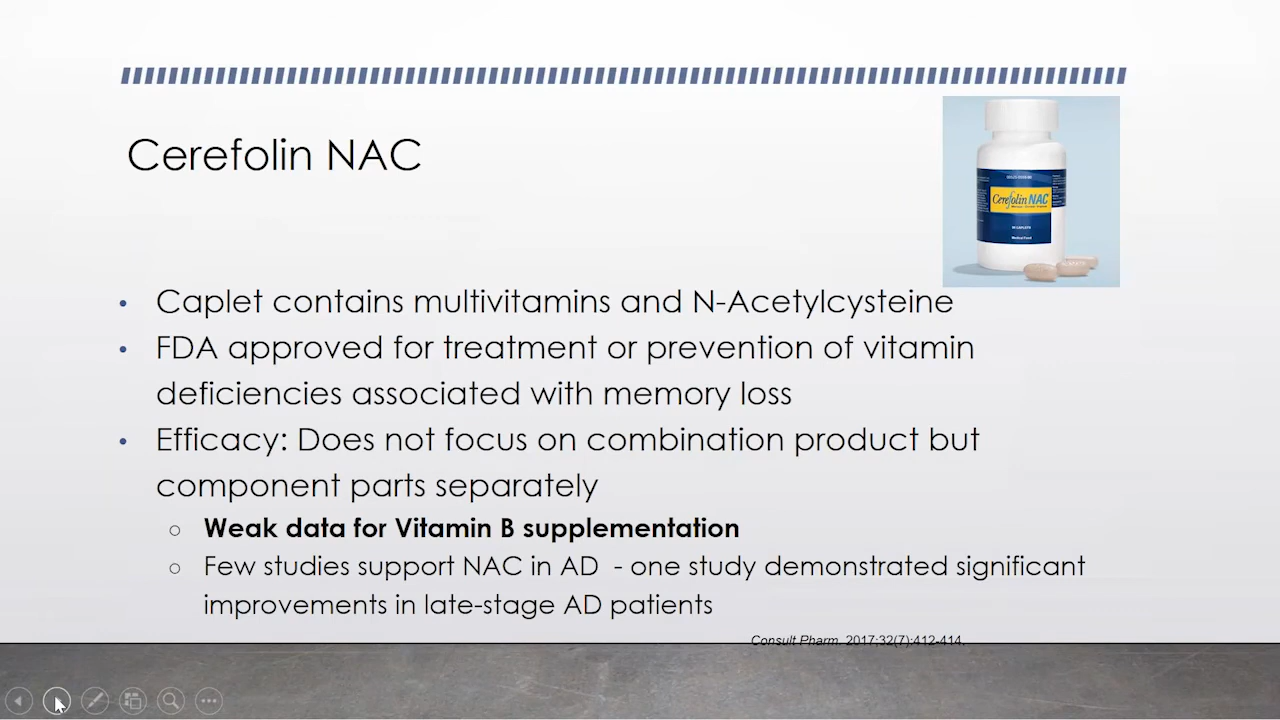 Cerefolin NAC
Cerefolin NAC
Medical Food
Caplet contains multivitamins and N-Acetylcysteine
FDA approved for treatment or prevention of vitamin
deficiencies associated with memory loss
Efficacy: Does not focus on combination product but
component parts separately
Weak data for Vitamin B supplementation
Few studies support NAC in AD - one study demonstrated significant
improvements in late-stage AD patients
Consult Pharm. 2017;32(7):412-414.